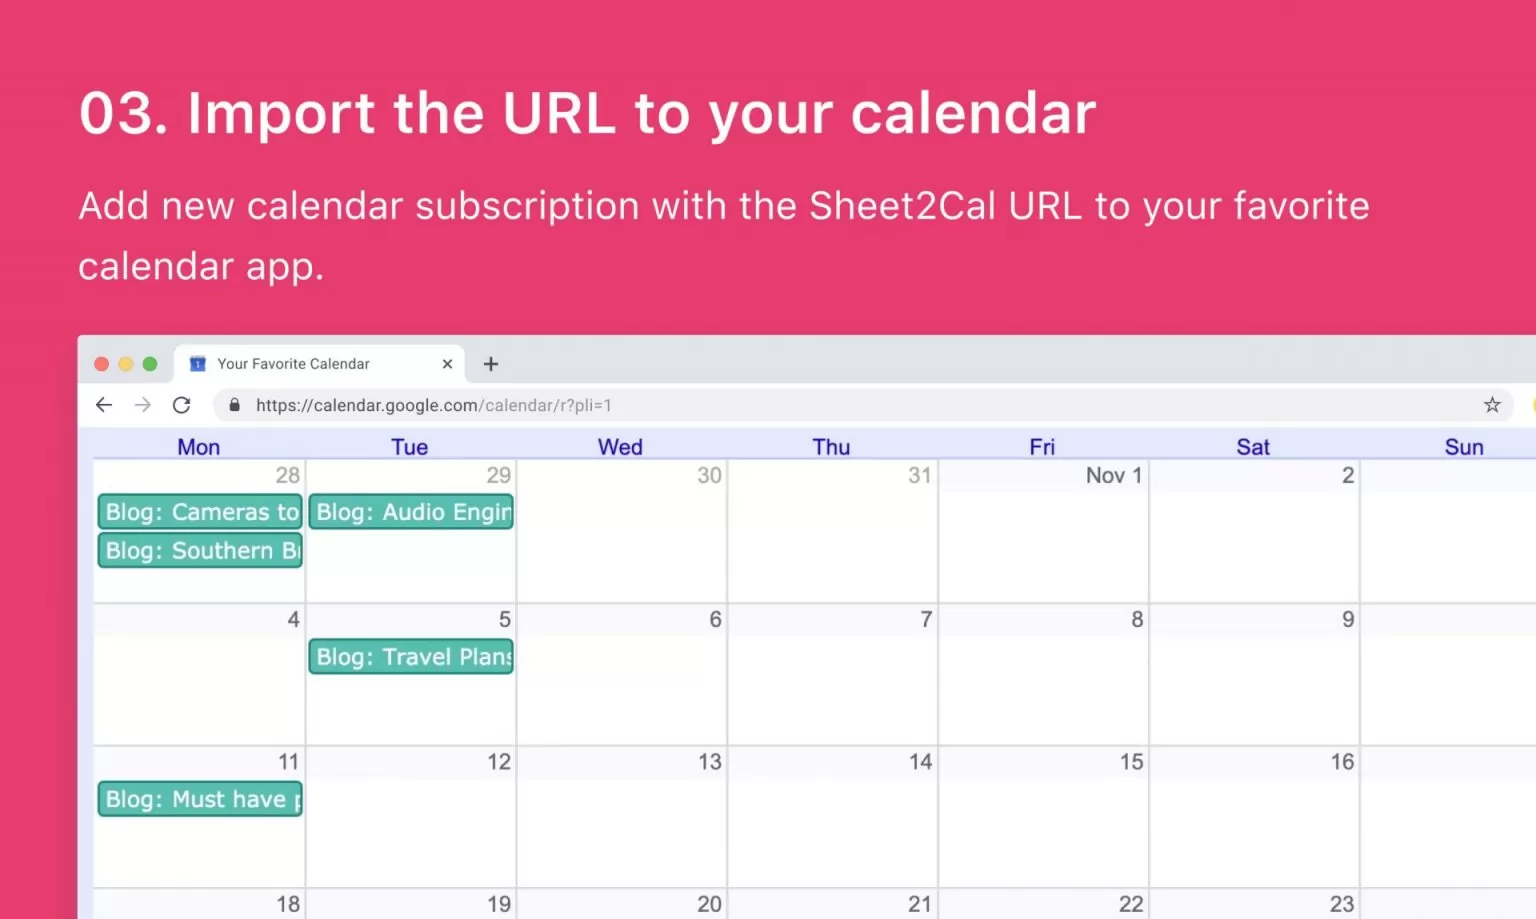 03. Import the URL to your calendar
Add new calendar subscription with the Sheet2Cal URL to your favorite
calendar app.
Your Favorite Calendar
https://calendar.google.com/calendar/r?pli=1
Mon Tue Wed Thu Fri Sat Sun
28 29 30 31 Nov 1 2
Blog: Cameras to Blog: Audio Engin
Blog: Southern B
4 5 6 7 8 9
Blog: Travel Plans
11 12 13 14 15 16
Blog: Must have p
18 19 20 21 22 23